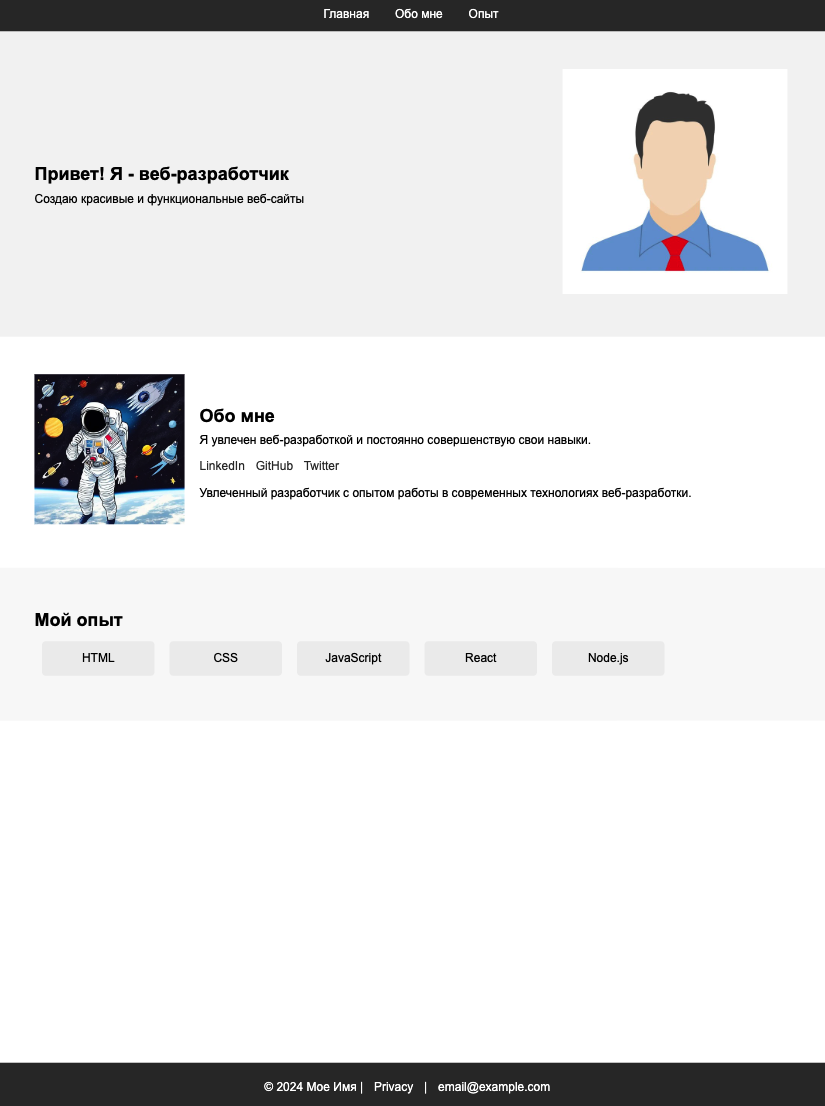 Главная Обо мне Опыт
Привет! Я - веб-разработчик
Создаю красивые и функциональные веб-сайты
Обо мне
Я увлечен веб-разработкой и постоянно совершенствую свои навыки.
LinkedIn GitHub Twitter
Увлеченный разработчик с опытом работы в современных технологиях веб-разработки.
Мой опыт
HTML CSS JavaScript React Node.js
© 2024 Мое Имя | Privacy | email@example.com